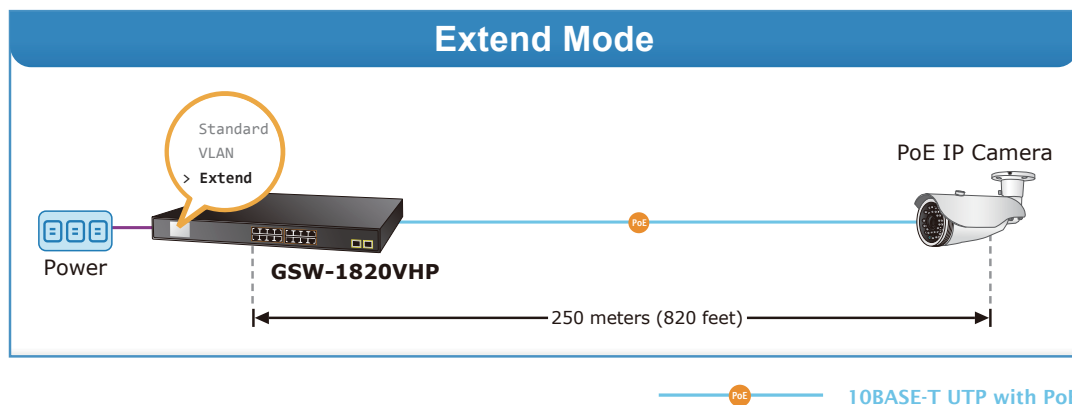 Extend Mode
Standard
VLAN
> Extend
PoE IP Camera
PoE
Power
GSW-1820VHP
250 meters (820 feet)
PoE
10BASE-T UTP with PoE